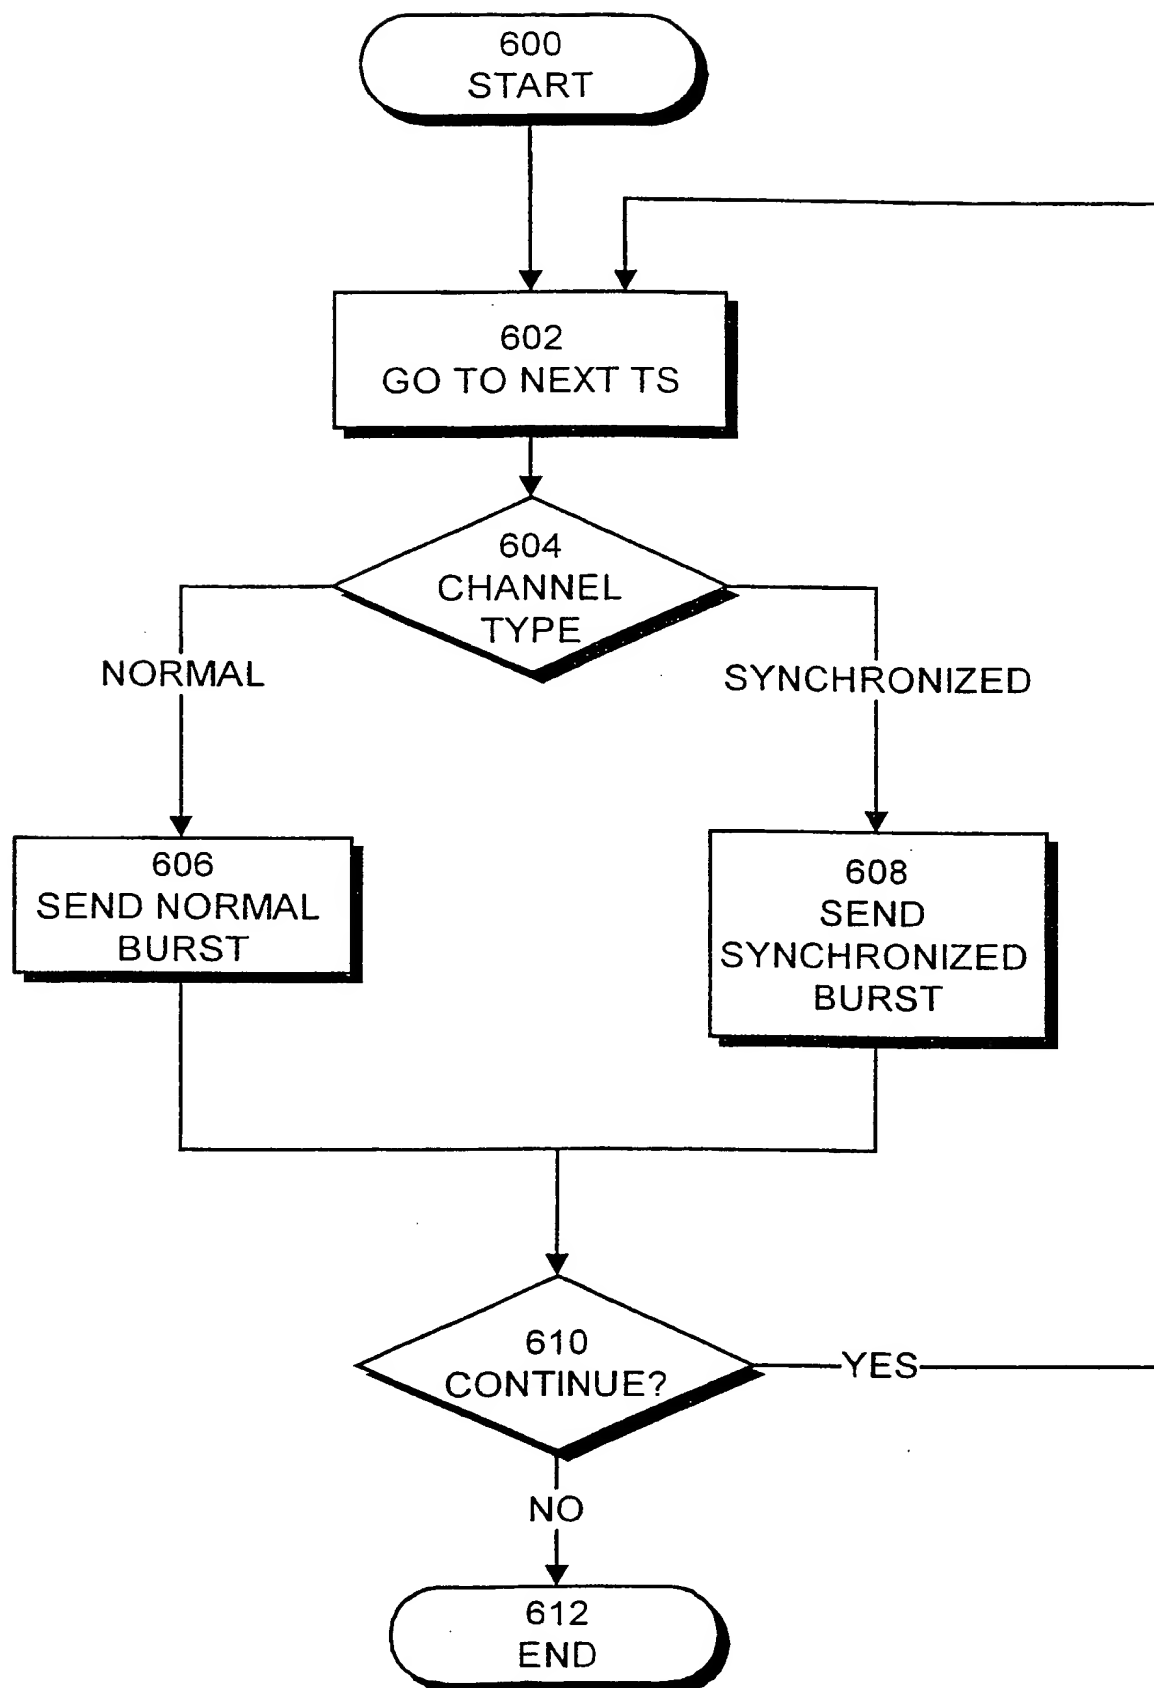 600
START
602
GO TO NEXT TS
604
CHANNEL
TYPE
NORMAL
SYNCHRONIZED
606
SEND NORMAL
BURST
608
SEND
SYNCHRONIZED
BURST
610
CONTINUE?
YES
NO
612
END